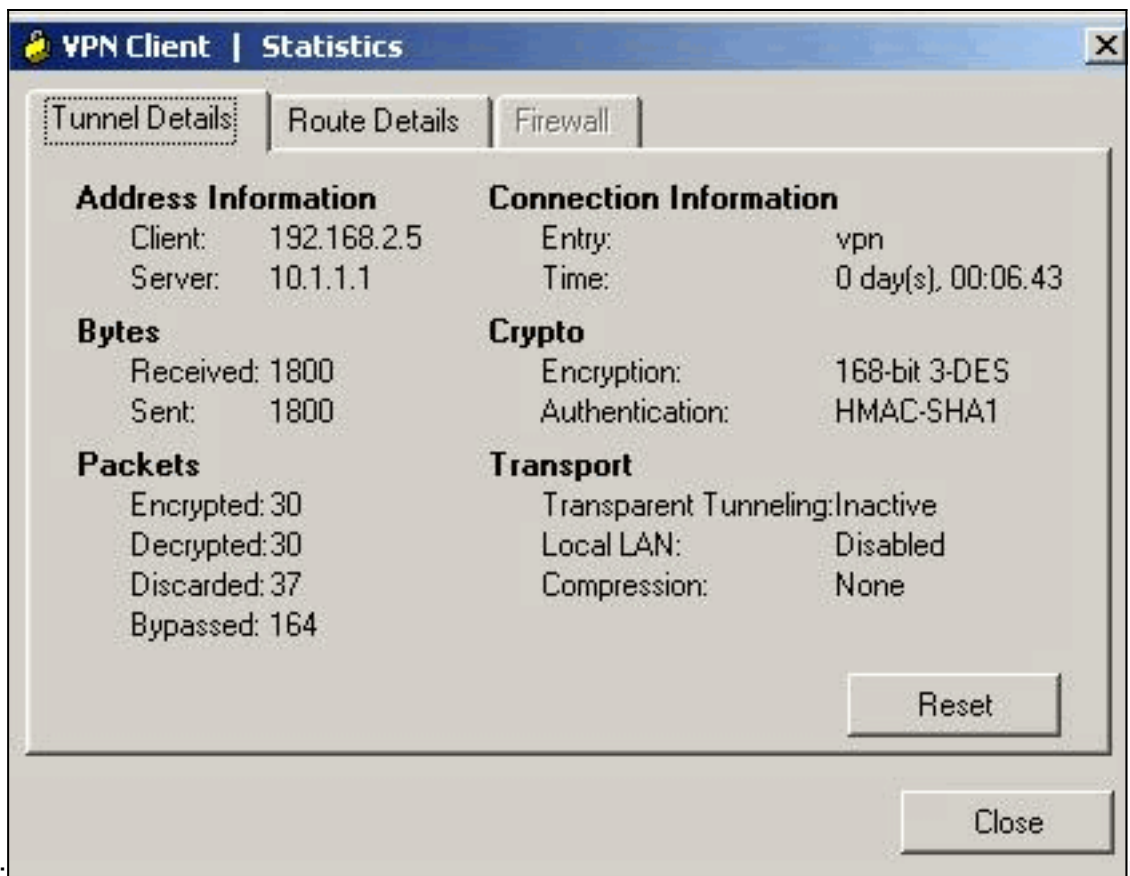 VPN Client | Statistics
Tunnel Details Route Details Firewall
Address Information
Client: 192.168.2.5
Server: 10.1.1.1
Connection Information
Entry: vpn
Time: 0 day(s), 00:06.43
Bytes
Received: 1800
Sent: 1800
Crypto
Encryption: 168-bit 3-DES
Authentication: HMAC-SHA1
Packets
Encrypted: 30
Decrypted: 30
Discarded: 37
Bypassed: 164
Transport
Transparent Tunneling: Inactive
Local LAN: Disabled
Compression: None
Reset
Close
.